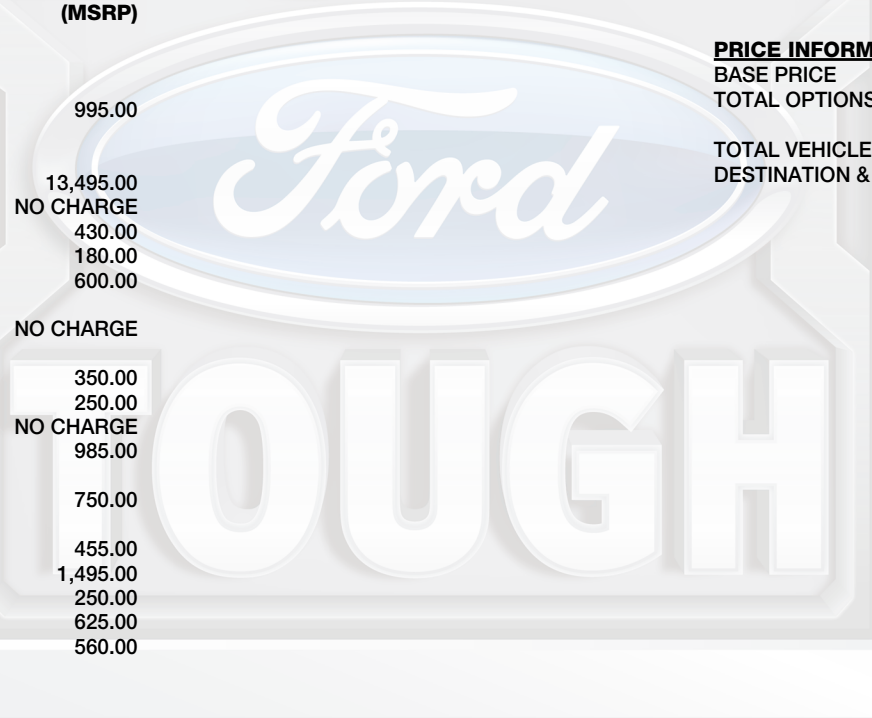 (MSRP)
995.00
13,495.00
NO CHARGE
430.00
180.00
600.00
NO CHARGE
350.00
250.00
NO CHARGE
985.00
750.00
455.00
1,495.00
250.00
625.00
560.00
PRICE INFORM
BASE PRICE
TOTAL OPTIONS
TOTAL VEHICLE
DESTINATION &
Ford
TOUGH